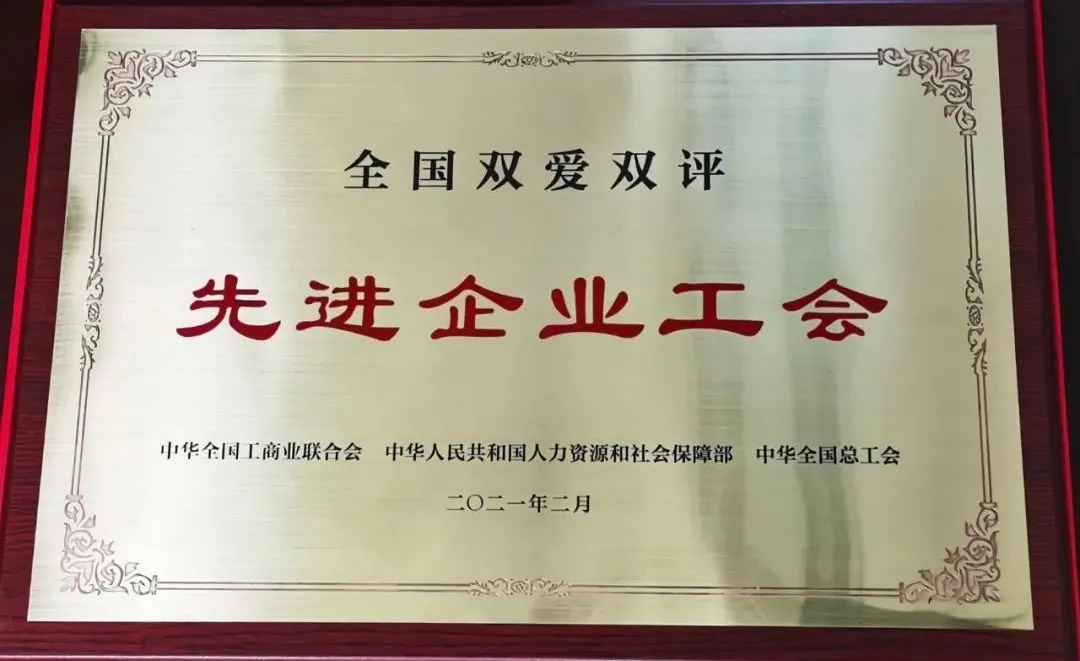 全国双爱双评
先进企业工会
中华全国工商业联合会 中华人民共和国人力资源和社会保障部 中华全国总工会
二〇二一年二月